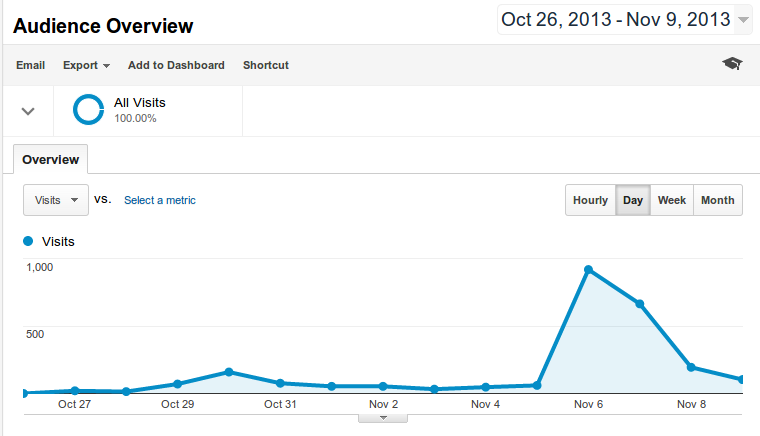 Audience Overview
Oct 26, 2013 - Nov 9, 2013
Email Export Add to Dashboard Shortcut
All Visits
100.00%
Overview
Visits vs. Select a metric Hourly Day Week Month
Visits
1,000
500
Oct 27 Oct 29 Oct 31 Nov 2 Nov 4 Nov 6 Nov 8